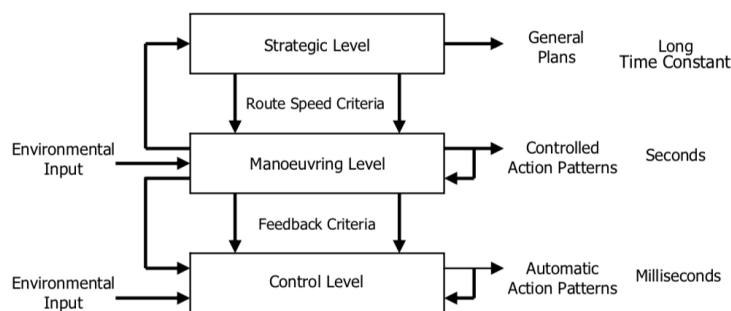 Strategic Level
General
Plans
Long
Time Constant
Route Speed Criteria
Environmental
Input
Manoeuvring Level
Controlled
Action Patterns
Seconds
Feedback Criteria
Environmental
Input
Control Level
Automatic
Action Patterns
Milliseconds